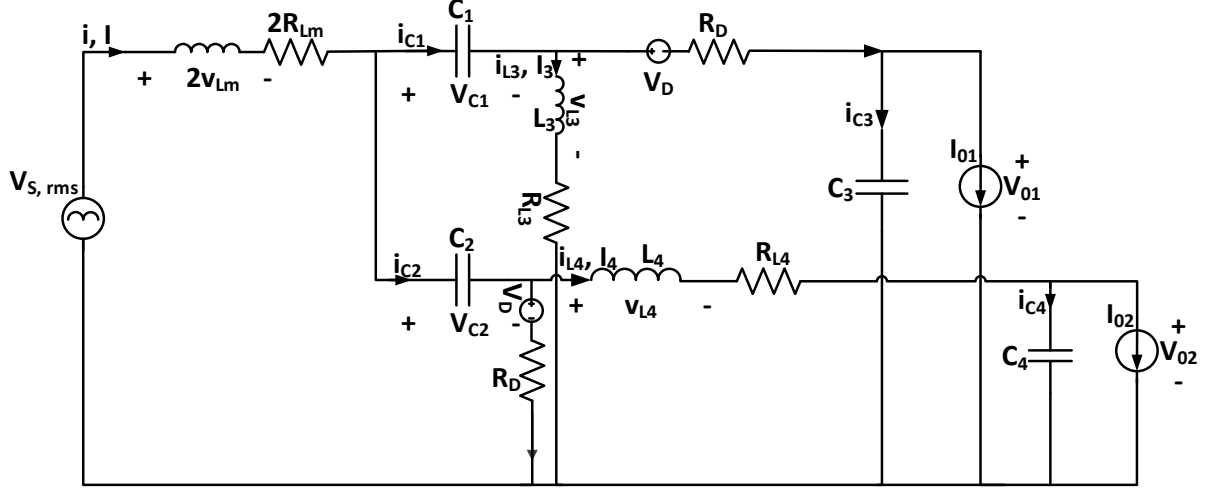 i, I
2R_Lm
+ 2v_Lm -
V_S, rms
i_C1
C_1
+ V_C1 -
i_L3, I_3
+
L_3
v_L3
-
R_L3
V_D
R_D
i_C3
C_3
I_01
+
V_01
-
i_C2
C_2
+ V_C2 -
V_D
R_D
i_L4, I_4
L_4
+ v_L4 -
R_L4
i_C4
C_4
I_02
+
V_02
-